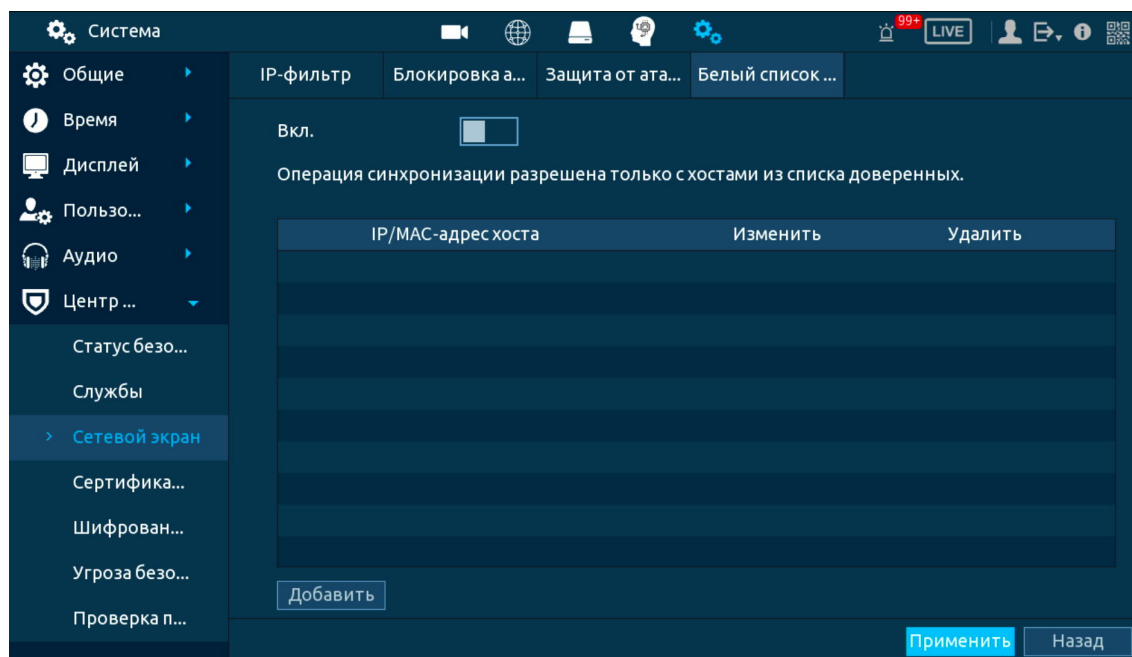 Система
99+
LIVE
Общие
IP-фильтр Блокировка а... Защита от ата... Белый список ...
Время
Вкл.
Дисплей
Операция синхронизации разрешена только с хостами из списка доверенных.
Пользо...
IP/MAC-адрес хоста Изменить Удалить
Аудио
Центр ...
Статус безо...
Службы
Сетевой экран
Сертифика...
Шифрован...
Угроза безо...
Добавить
Проверка п...
Применить Назад